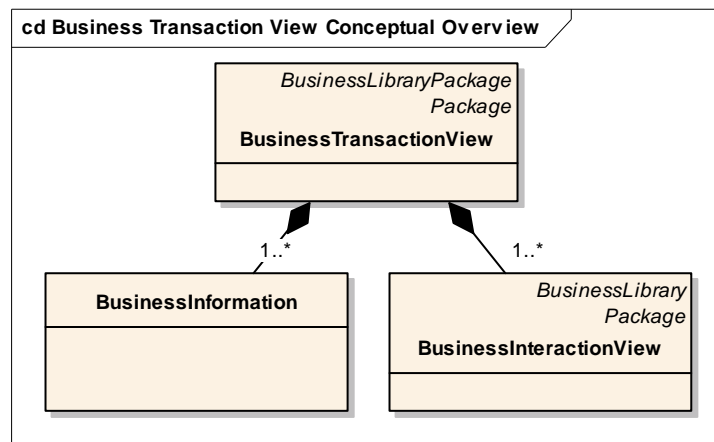 cd Business Transaction View Conceptual Overview
BusinessLibraryPackage
Package
BusinessTransactionView
1..*
1..*
BusinessInformation
BusinessLibrary
Package
BusinessInteractionView